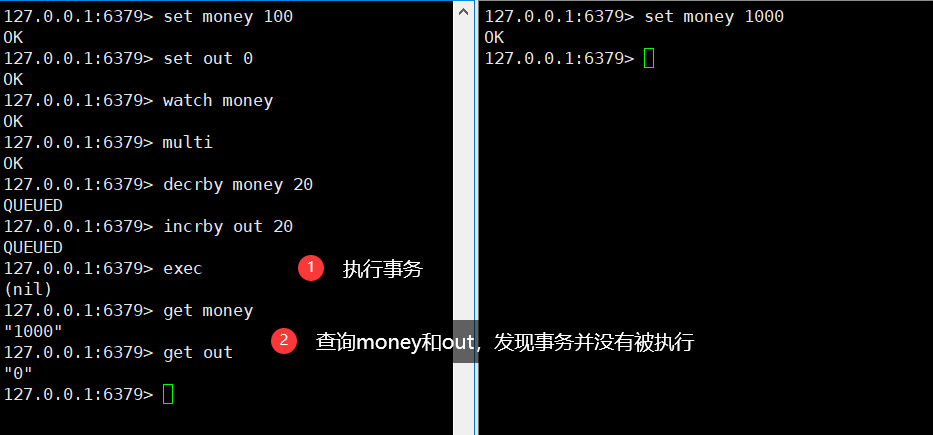 127.0.0.1:6379> set money 100
OK
127.0.0.1:6379> set out 0
OK
127.0.0.1:6379> watch money
OK
127.0.0.1:6379> multi
OK
127.0.0.1:6379> decrby money 20
QUEUED
127.0.0.1:6379> incrby out 20
QUEUED
127.0.0.1:6379> exec
1 执行事务
(nil)
127.0.0.1:6379> get money
"1000"
2 查询money和out，发现事务并没有被执行
127.0.0.1:6379> get out
"0"
127.0.0.1:6379>
127.0.0.1:6379> set money 1000
OK
127.0.0.1:6379>